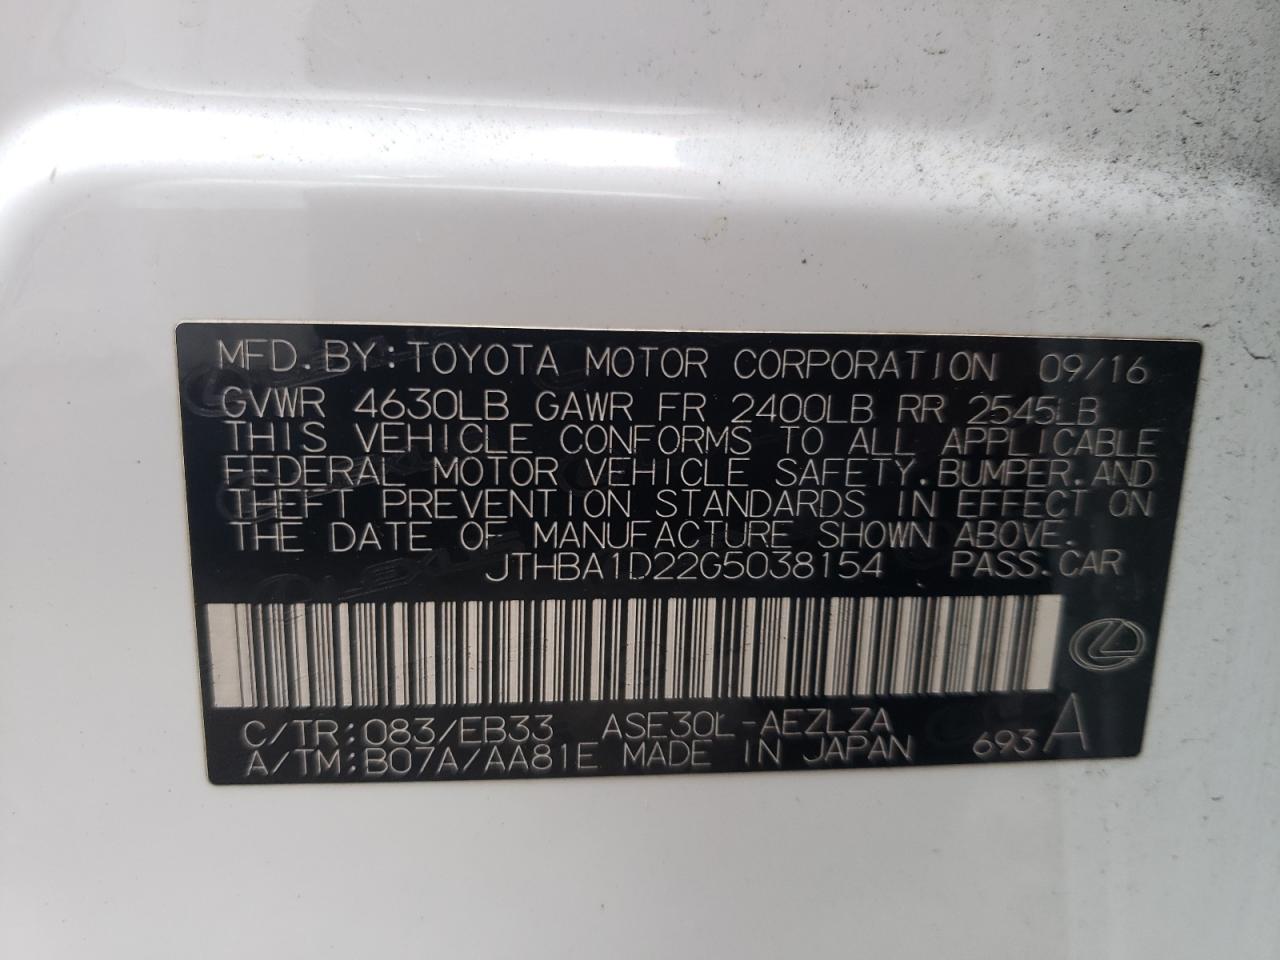 MFD.BY:TOYOTA MOTOR CORPORATION 09/16
GVWR 4630LB GAWR FR 2400LB RR 2545LB
THIS VEHICLE CONFORMS TO ALL APPLICABLE
FEDERAL MOTOR VEHICLE SAFETY.BUMPER.AND
THEFT PREVENTION STANDARDS IN EFFECT ON
THE DATE OF MANUFACTURE SHOWN ABOVE.
JTHBA1D22G5038154 PASS.CAR
C/TR:083/EB33 ASE30L-AEZLZA
A/TM:B07A/AA81E MADE IN JAPAN 693 A